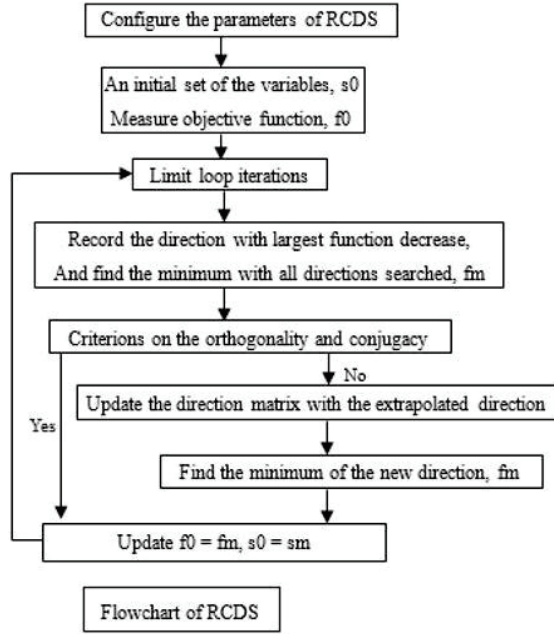 Configure the parameters of RCDS
An initial set of the variables, s0
Measure objective function, f0
Limit loop iterations
Record the direction with largest function decrease,
And find the minimum with all directions searched, fm
Criterions on the orthogonality and conjugacy
No
Update the direction matrix with the extrapolated direction
Yes
Find the minimum of the new direction, fm
Update f0 = fm, s0 = sm
Flowchart of RCDS